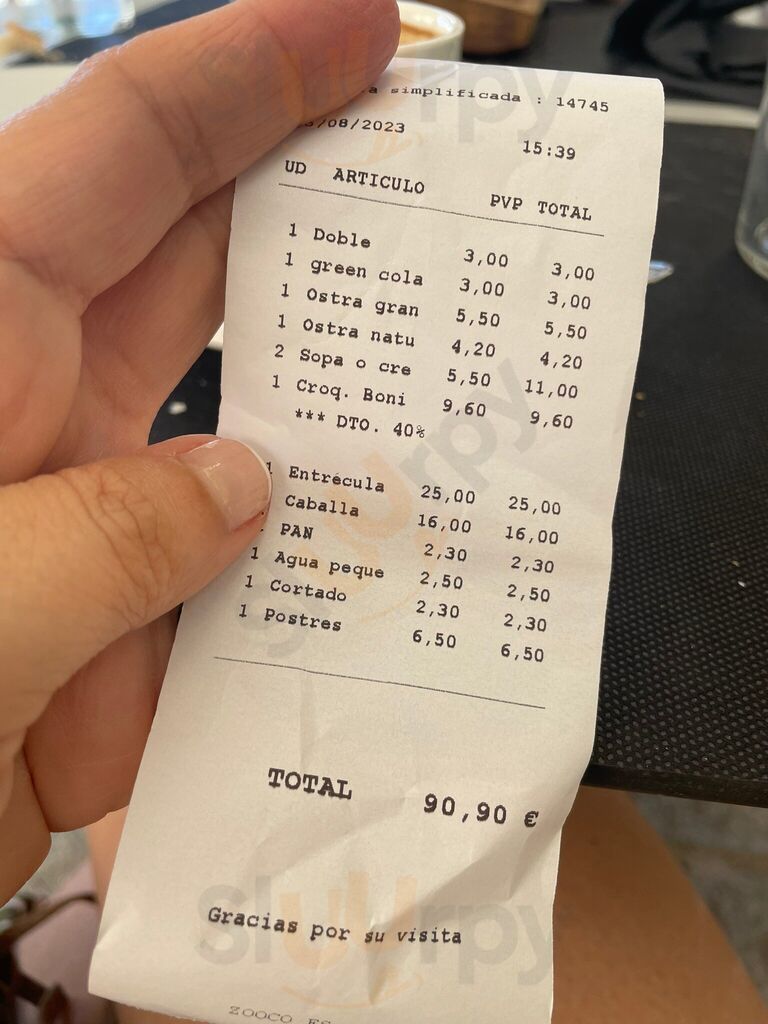 a simplificada : 14745
/08/2023 15:39
UD ARTICULO PVP TOTAL
1 Doble 3,00 3,00
1 green cola 3,00 3,00
1 Ostra gran 5,50 5,50
1 Ostra natu 4,20 4,20
2 Sopa o cre 5,50 11,00
1 Croq. Boni 9,60 9,60
*** DTO. 40%
1 Entrecula 25,00 25,00
Caballa 16,00 16,00
PAN 2,30 2,30
1 Agua peque 2,50 2,50
1 Cortado 2,30 2,30
1 Postres 6,50 6,50
TOTAL 90,90 €
Gracias por su visita
ZOOCO ES
Sluurpy